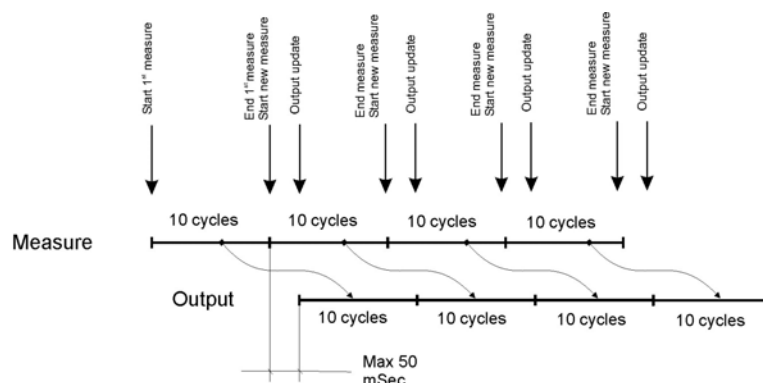 Start 1st measure
End 1st measure
Start new measure
Output update
End measure
Start new measure
Output update
End measure
Start new measure
Output update
End measure
Start new measure
Output update
Measure
10 cycles
10 cycles
10 cycles
10 cycles
Output
10 cycles
10 cycles
10 cycles
10 cycles
Max 50
mSec